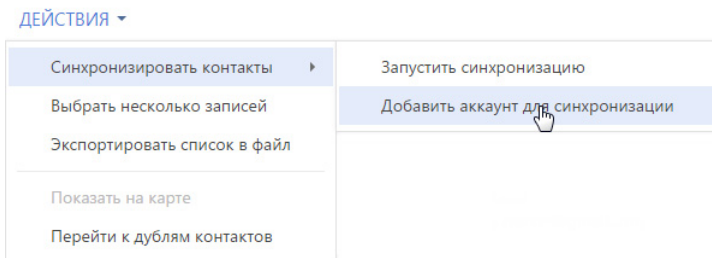 ДЕЙСТВИЯ
Синхронизировать контакты
Запустить синхронизацию
Выбрать несколько записей
Добавить аккаунт для синхронизации
Экспортировать список в файл
Показать на карте
Перейти к дублям контактов